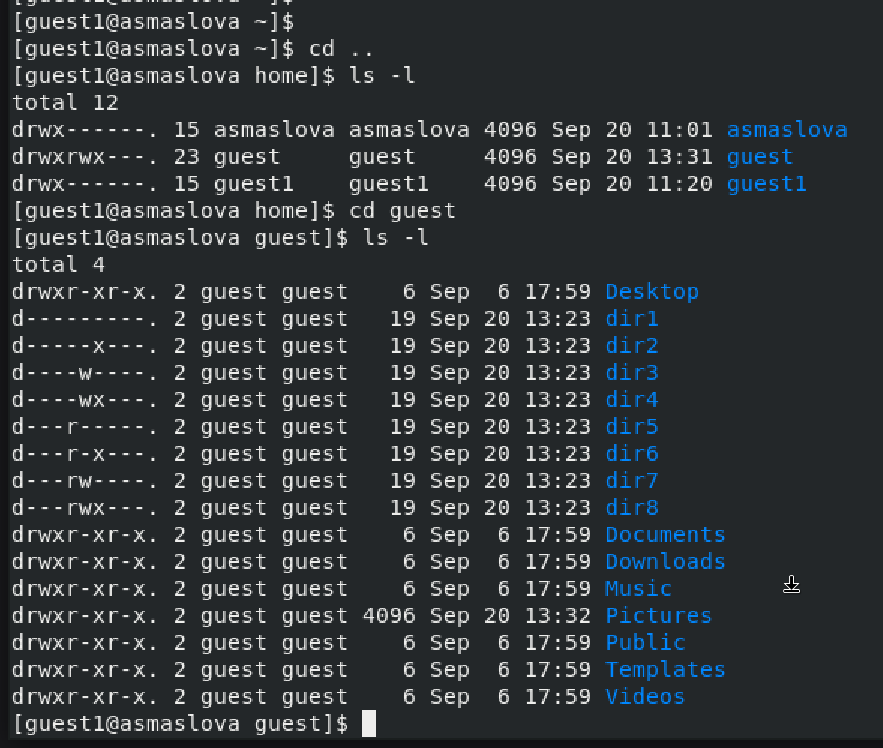 [guest1@asmaslova ~]$
[guest1@asmaslova ~]$ cd ..
[guest1@asmaslova home]$ ls -l
total 12
drwx------. 15 asmaslova asmaslova 4096 Sep 20 11:01 asmaslova
drwxrwx---. 23 guest     guest     4096 Sep 20 13:31 guest
drwx------. 15 guest1    guest1    4096 Sep 20 11:20 guest1
[guest1@asmaslova home]$ cd guest
[guest1@asmaslova guest]$ ls -l
total 4
drwxr-xr-x. 2 guest guest    6 Sep  6 17:59 Desktop
d---------. 2 guest guest   19 Sep 20 13:23 dir1
d-----x---. 2 guest guest   19 Sep 20 13:23 dir2
d----w----. 2 guest guest   19 Sep 20 13:23 dir3
d----wx---. 2 guest guest   19 Sep 20 13:23 dir4
d---r-----. 2 guest guest   19 Sep 20 13:23 dir5
d---r-x---. 2 guest guest   19 Sep 20 13:23 dir6
d---rw----. 2 guest guest   19 Sep 20 13:23 dir7
d---rwx---. 2 guest guest   19 Sep 20 13:23 dir8
drwxr-xr-x. 2 guest guest    6 Sep  6 17:59 Documents
drwxr-xr-x. 2 guest guest    6 Sep  6 17:59 Downloads
drwxr-xr-x. 2 guest guest    6 Sep  6 17:59 Music
drwxr-xr-x. 2 guest guest 4096 Sep 20 13:32 Pictures
drwxr-xr-x. 2 guest guest    6 Sep  6 17:59 Public
drwxr-xr-x. 2 guest guest    6 Sep  6 17:59 Templates
drwxr-xr-x. 2 guest guest    6 Sep  6 17:59 Videos
[guest1@asmaslova guest]$